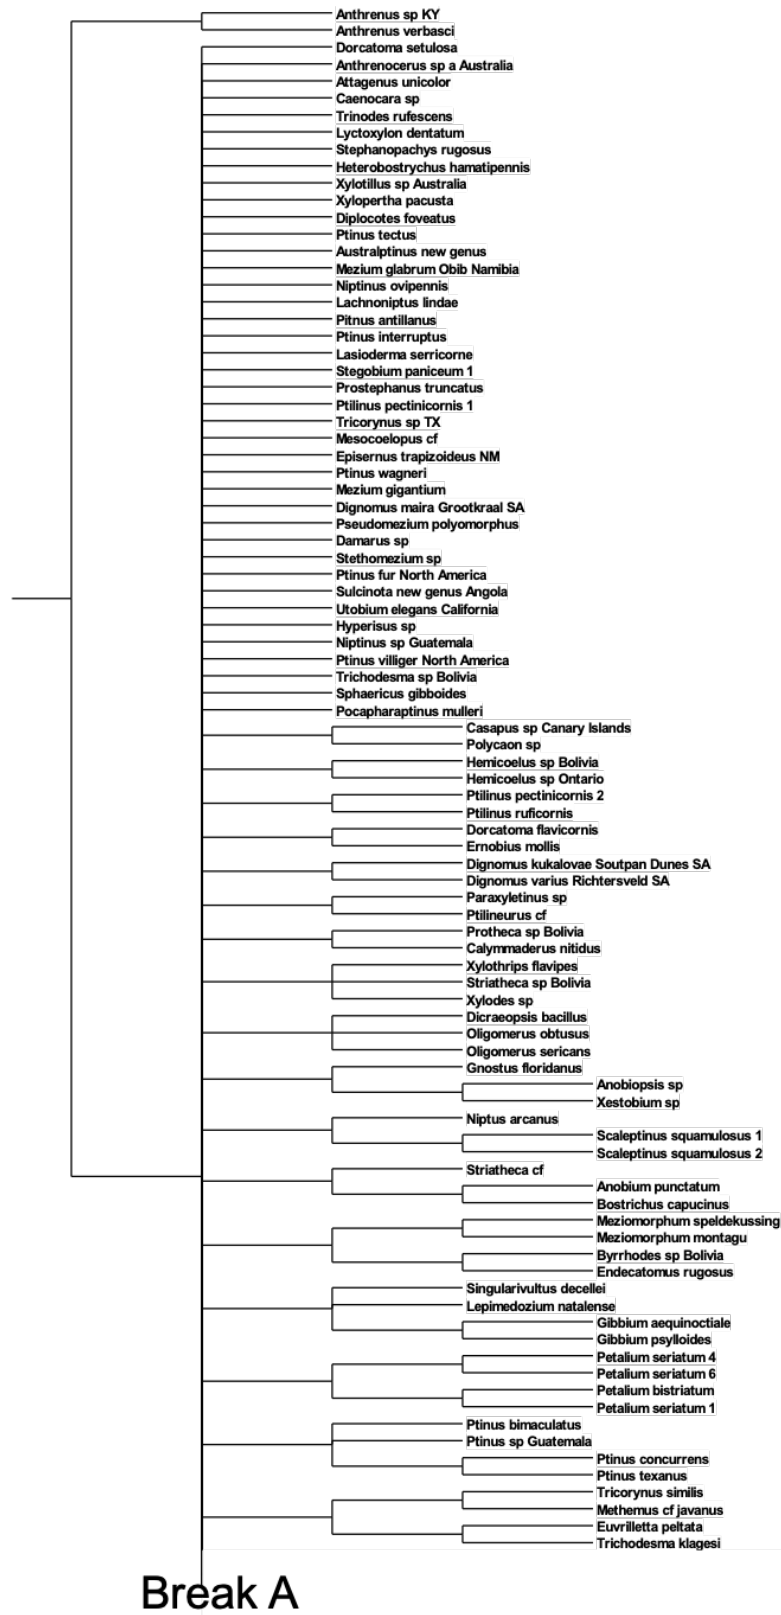 Anthrenus sp KY
Anthrenus verbasci
Dorcatoma setulosa
Anthrenocerus sp a Australia
Attagenus unicolor
Caenocara sp
Trinodes rufescens
Lyctoxylon dentatum
Stephanopachys rugosus
Heterobostrychus hamatipennis
Xylotillus sp Australia
Xylopertha pacusta
Diplocotes foveatus
Ptinus tectus
Australptinus new genus
Mezium glabrum Obib Namibia
Niptinus ovipennis
Lachnoniptus lindae
Pitnus antillanus
Ptinus interruptus
Lasioderma serricorne
Stegobium paniceum 1
Prostephanus truncatus
Ptilinus pectinicornis 1
Tricorynus sp TX
Mesocoelopus cf
Episernus trapizoideus NM
Ptinus wagneri
Mezium gigantium
Dignomus maira Grootkraal SA
Pseudomezium polyomorphus
Damarus sp
Stethomezium sp
Ptinus fur North America
Sulcinota new genus Angola
Utobium elegans California
Hyperisus sp
Niptinus sp Guatemala
Ptinus villiger North America
Trichodesma sp Bolivia
Sphaericus gibboides
Pocapharaptinus mulleri
Casapus sp Canary Islands
Polycaon sp
Hemicoelus sp Bolivia
Hemicoelus sp Ontario
Ptilinus pectinicornis 2
Ptilinus ruficornis
Dorcatoma flavicornis
Ernobius mollis
Dignomus kukalovae Soutpan Dunes SA
Dignomus varius Richtersveld SA
Paraxyletinus sp
Ptilineurus cf
Protheca sp Bolivia
Calymmaderus nitidus
Xylothrips flavipes
Striatheca sp Bolivia
Xylodes sp
Dicraeopsis bacillus
Oligomerus obtusus
Oligomerus sericans
Gnostus floridanus
Anobiopsis sp
Xestobium sp
Niptus arcanus
Scaleptinus squamulosus 1
Scaleptinus squamulosus 2
Striatheca cf
Anobium punctatum
Bostrichus capucinus
Meziomorphum speldekussing
Meziomorphum montagu
Byrrhodes sp Bolivia
Endecatomus rugosus
Singularivultus decellei
Lepimedozium natalense
Gibbium aequinoctiale
Gibbium psylloides
Petalium seriatum 4
Petalium seriatum 6
Petalium bistriatum
Petalium seriatum 1
Ptinus bimaculatus
Ptinus sp Guatemala
Ptinus concurrens
Ptinus texanus
Tricorynus similis
Methemus cf javanus
Euvrilletta peltata
Trichodesma klagesi
Break A